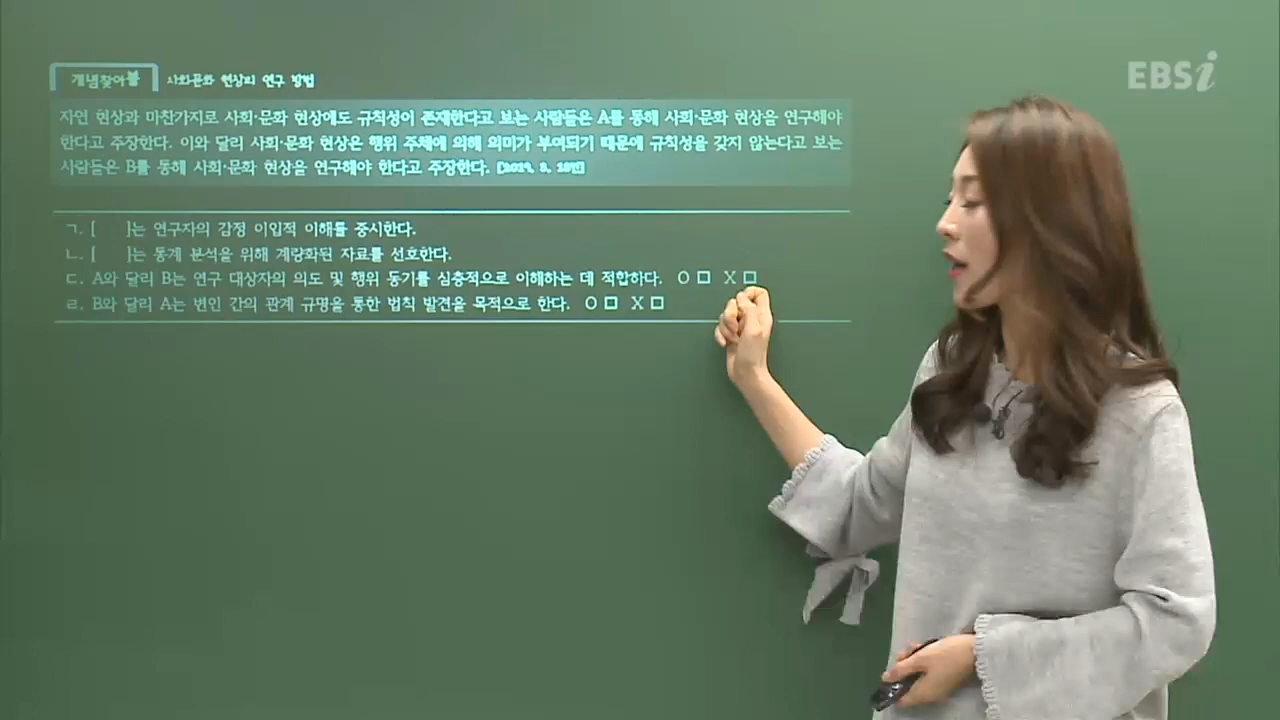 개념찾아볼 사회문화 현상의 연구 방법
EBSi
자연 현상과 마찬가지로 사회·문화 현상에도 규칙성이 존재한다고 보는 사람들은 A를 통해 사회·문화 현상을 연구해야
한다고 주장한다. 이와 달리 사회·문화 현상은 행위 주체에 의해 의미가 부여되기 때문에 규칙성을 갖지 않는다고 보는
사람들은 B를 통해 사회·문화 현상을 연구해야 한다고 주장한다.
ㄱ. [ ]는 연구자의 감정 이입적 이해를 중시한다.
ㄴ. [ ]는 통계 분석을 위해 계량화된 자료를 선호한다.
ㄷ. A와 달리 B는 연구 대상자의 의도 및 행위 동기를 심층적으로 이해하는 데 적합하다. O □ X □
ㄹ. B와 달리 A는 변인 간의 관계 규명을 통한 법칙 발견을 목적으로 한다. O □ X □